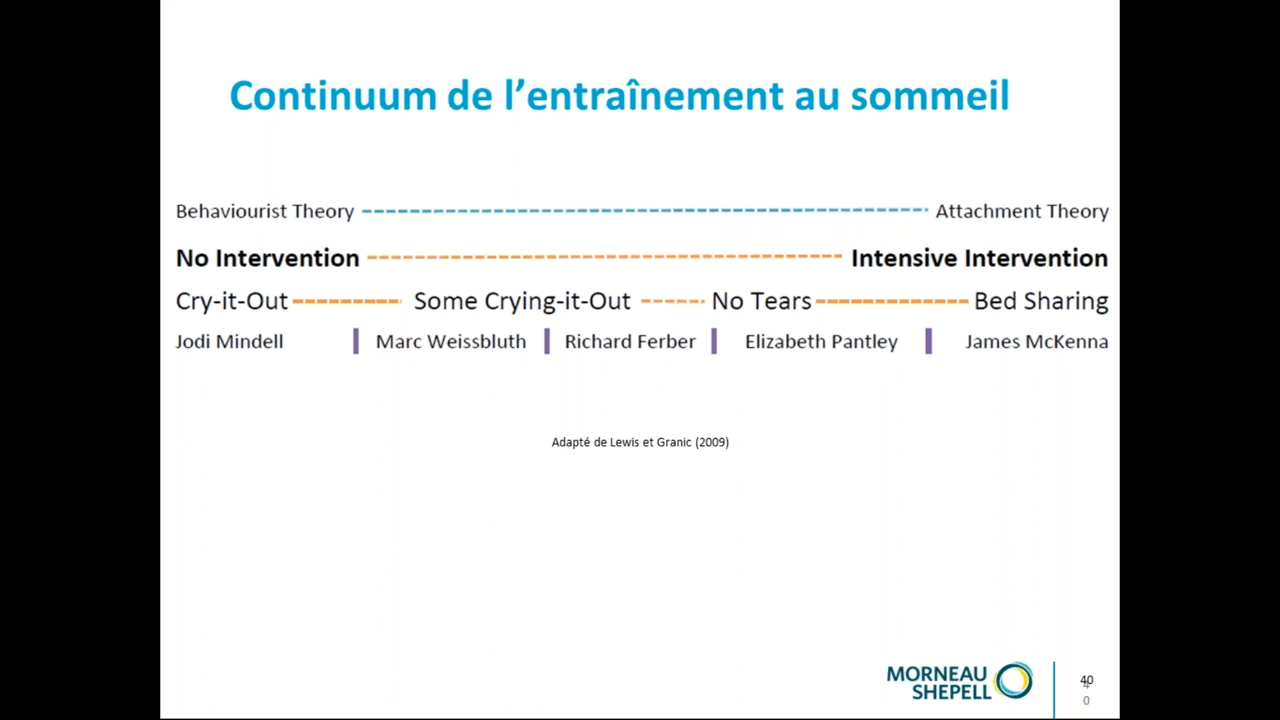 Continuum de l’entraînement au sommeil
Behaviourist Theory Attachment Theory
No Intervention Intensive Intervention
Cry-it-Out Some Crying-it-Out No Tears Bed Sharing
Jodi Mindell Marc Weissbluth Richard Ferber Elizabeth Pantley James McKenna
Adapté de Lewis et Granic (2009)
MORNEAU
SHEPELL
40